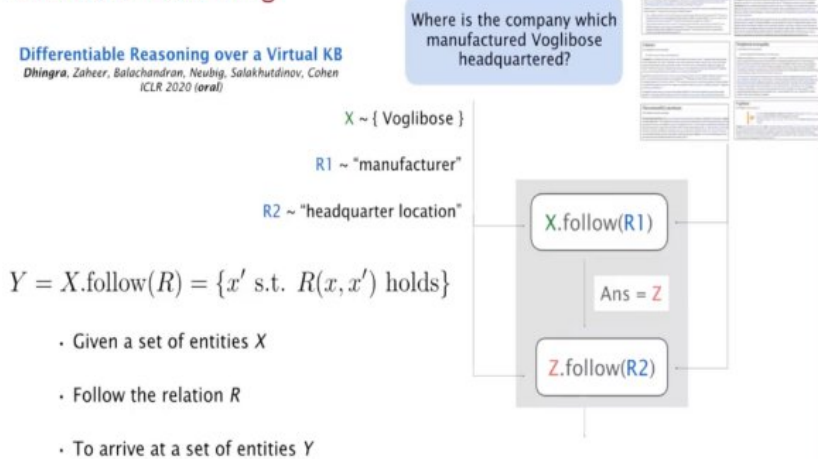 Differentiable Reasoning over a Virtual KB
Dhingra, Zaheer, Balachandran, Neubig, Salakhutdinov, Cohen
ICLR 2020 (oral)
Where is the company which
manufactured Voglibose
headquartered?
X ~ { Voglibose }
R1 ~ "manufacturer"
R2 ~ "headquarter location"
Y = X.follow(R) = {x′ s.t. R(x, x′) holds}
· Given a set of entities X
· Follow the relation R
· To arrive at a set of entities Y
X.follow(R1)
Ans = Z
Z.follow(R2)